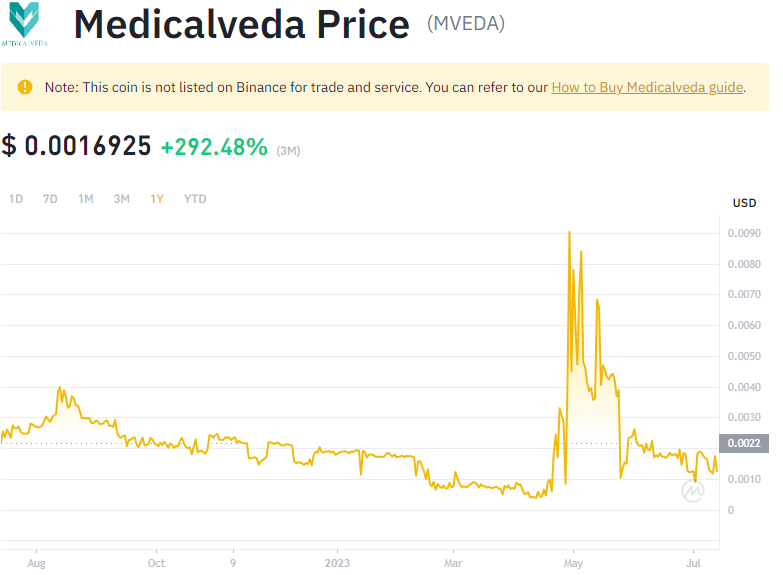 MEDICALVEDA
Medicalveda Price (MVEDA)
Note: This coin is not listed on Binance for trade and service. You can refer to our How to Buy Medicalveda guide.
$ 0.0016925 +292.48% (3M)
1D 7D 1M 3M 1Y YTD
USD
0.0090
0.0080
0.0070
0.0060
0.0050
0.0040
0.0030
0.0022
0.0010
0
Aug Oct 9 2023 Mar May Jul